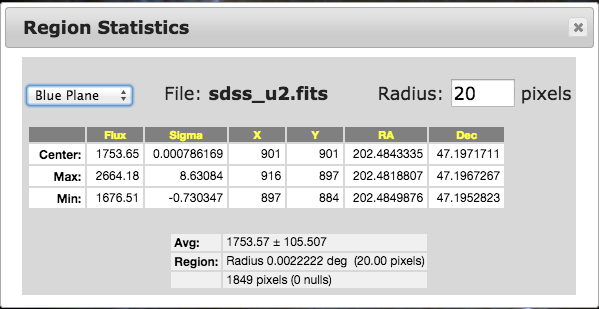 Region Statistics
Blue Plane File: sdss_u2.fits Radius: 20 pixels
Flux Sigma X Y RA Dec
Center: 1753.65 0.000786169 901 901 202.4843335 47.1971711
Max: 2664.18 8.63084 916 897 202.4818807 47.1967267
Min: 1676.51 -0.730347 897 884 202.4849876 47.1952823
Avg: 1753.57 ± 105.507
Region: Radius 0.0022222 deg (20.00 pixels)
1849 pixels (0 nulls)